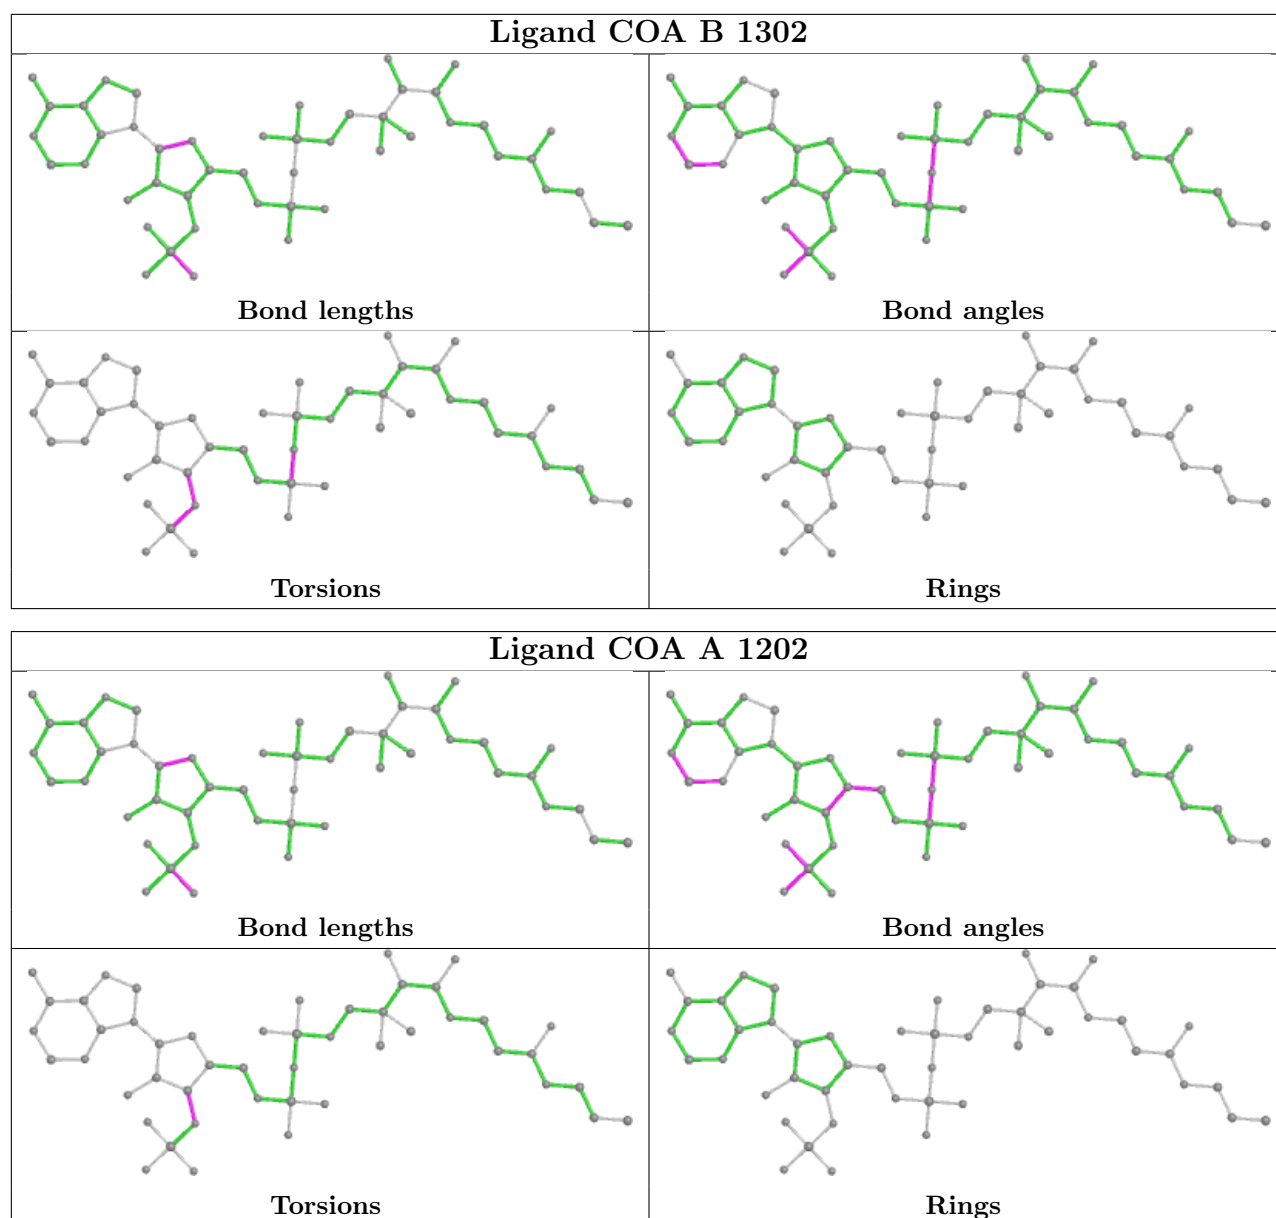 Ligand COA B 1302
Bond lengths
Bond angles
Torsions
Rings
Ligand COA A 1202
Bond lengths
Bond angles
Torsions
Rings